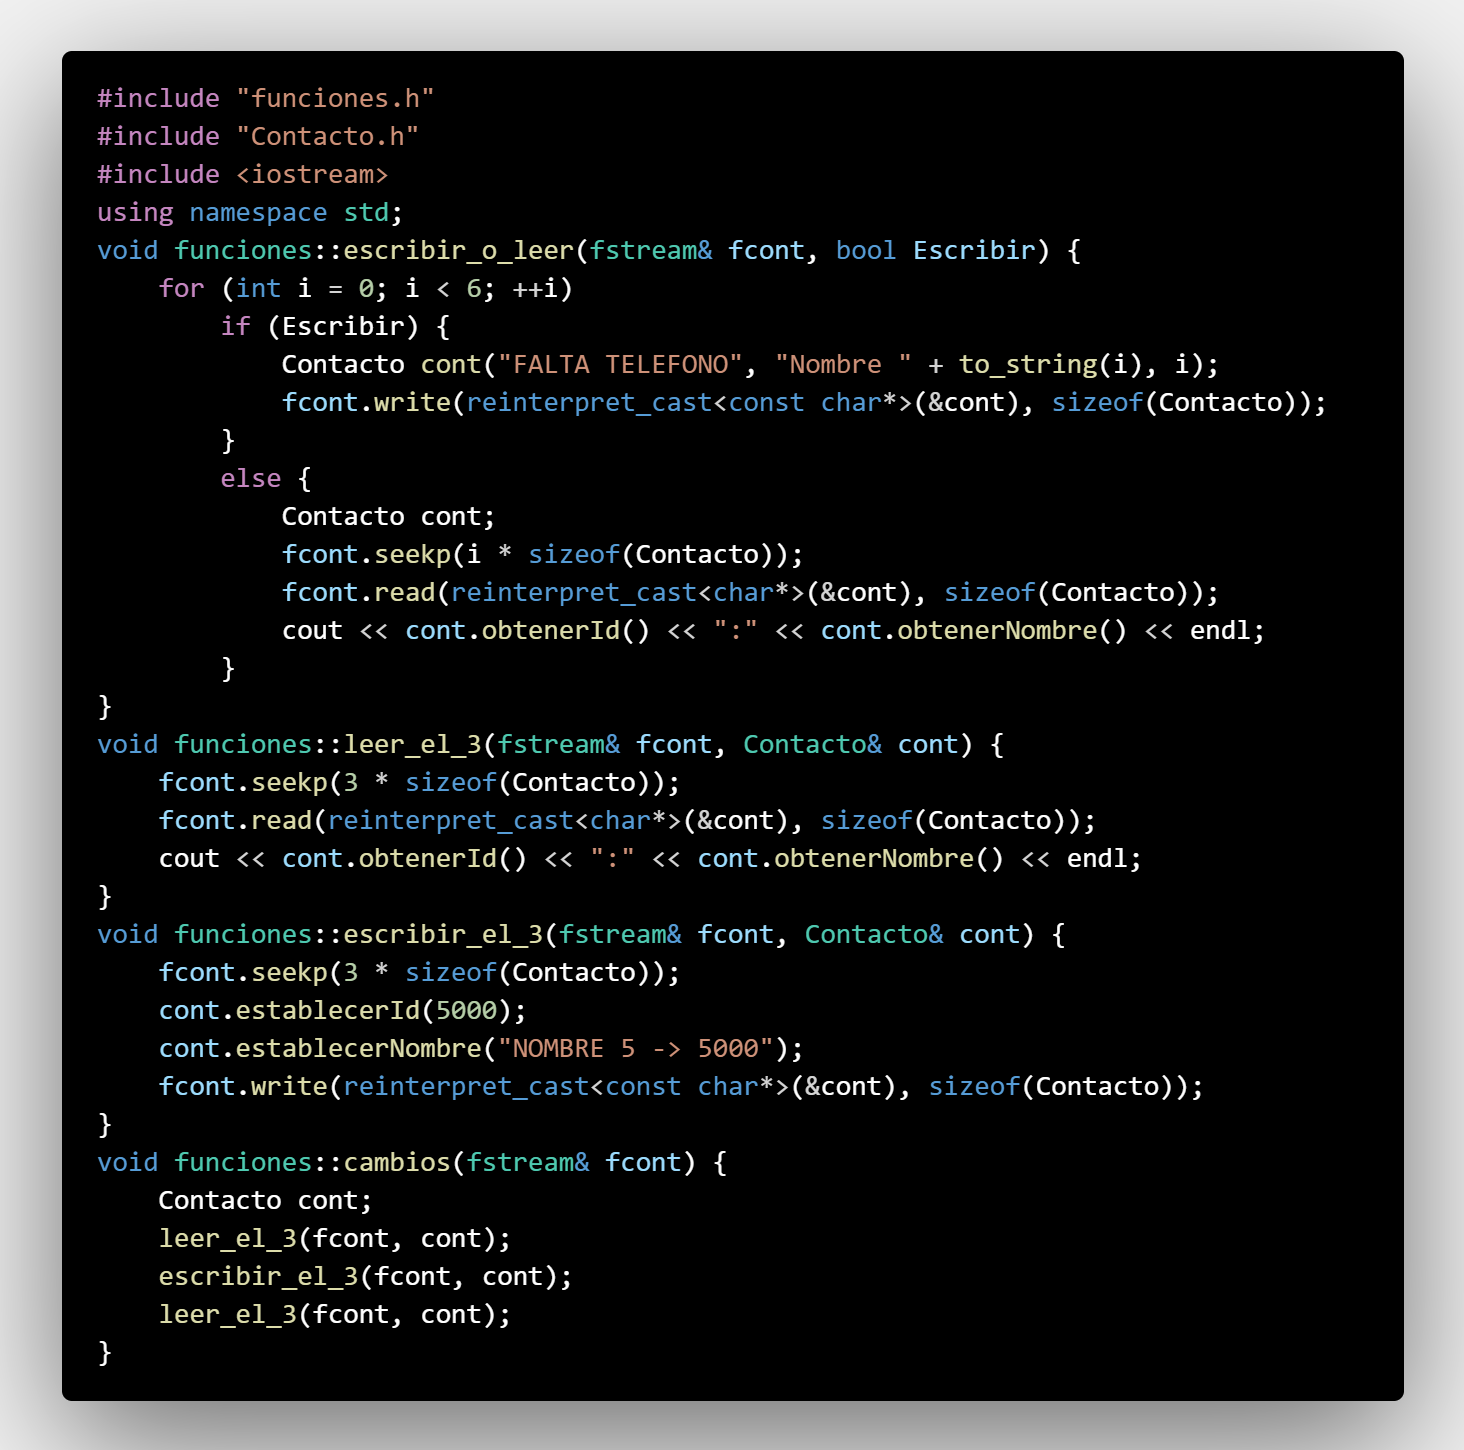 #include "funciones.h"
#include "Contacto.h"
#include <iostream>
using namespace std;
void funciones::escribir_o_leer(fstream& fcont, bool Escribir) {
    for (int i = 0; i < 6; ++i)
        if (Escribir) {
            Contacto cont("FALTA TELEFONO", "Nombre " + to_string(i), i);
            fcont.write(reinterpret_cast<const char*>(&cont), sizeof(Contacto));
        }
        else {
            Contacto cont;
            fcont.seekp(i * sizeof(Contacto));
            fcont.read(reinterpret_cast<char*>(&cont), sizeof(Contacto));
            cout << cont.obtenerId() << ":" << cont.obtenerNombre() << endl;
        }
}
void funciones::leer_el_3(fstream& fcont, Contacto& cont) {
    fcont.seekp(3 * sizeof(Contacto));
    fcont.read(reinterpret_cast<char*>(&cont), sizeof(Contacto));
    cout << cont.obtenerId() << ":" << cont.obtenerNombre() << endl;
}
void funciones::escribir_el_3(fstream& fcont, Contacto& cont) {
    fcont.seekp(3 * sizeof(Contacto));
    cont.establecerId(5000);
    cont.establecerNombre("NOMBRE 5 -> 5000");
    fcont.write(reinterpret_cast<const char*>(&cont), sizeof(Contacto));
}
void funciones::cambios(fstream& fcont) {
    Contacto cont;
    leer_el_3(fcont, cont);
    escribir_el_3(fcont, cont);
    leer_el_3(fcont, cont);
}